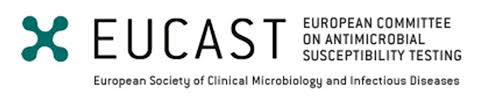 EUCAST
EUROPEAN COMMITTEE
ON ANTIMICROBIAL
SUSCEPTIBILITY TESTING
European Society of Clinical Microbiology and Infectious Diseases